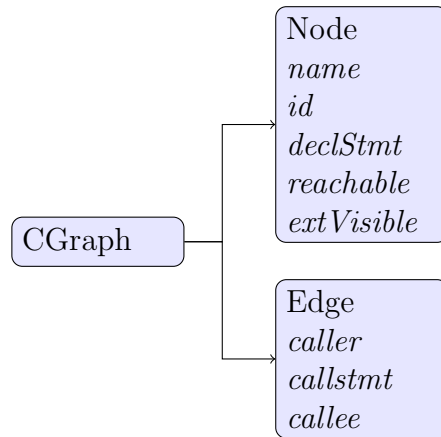 Node
name
id
declStmt
reachable
extVisible
CGraph
Edge
caller
callstmt
callee